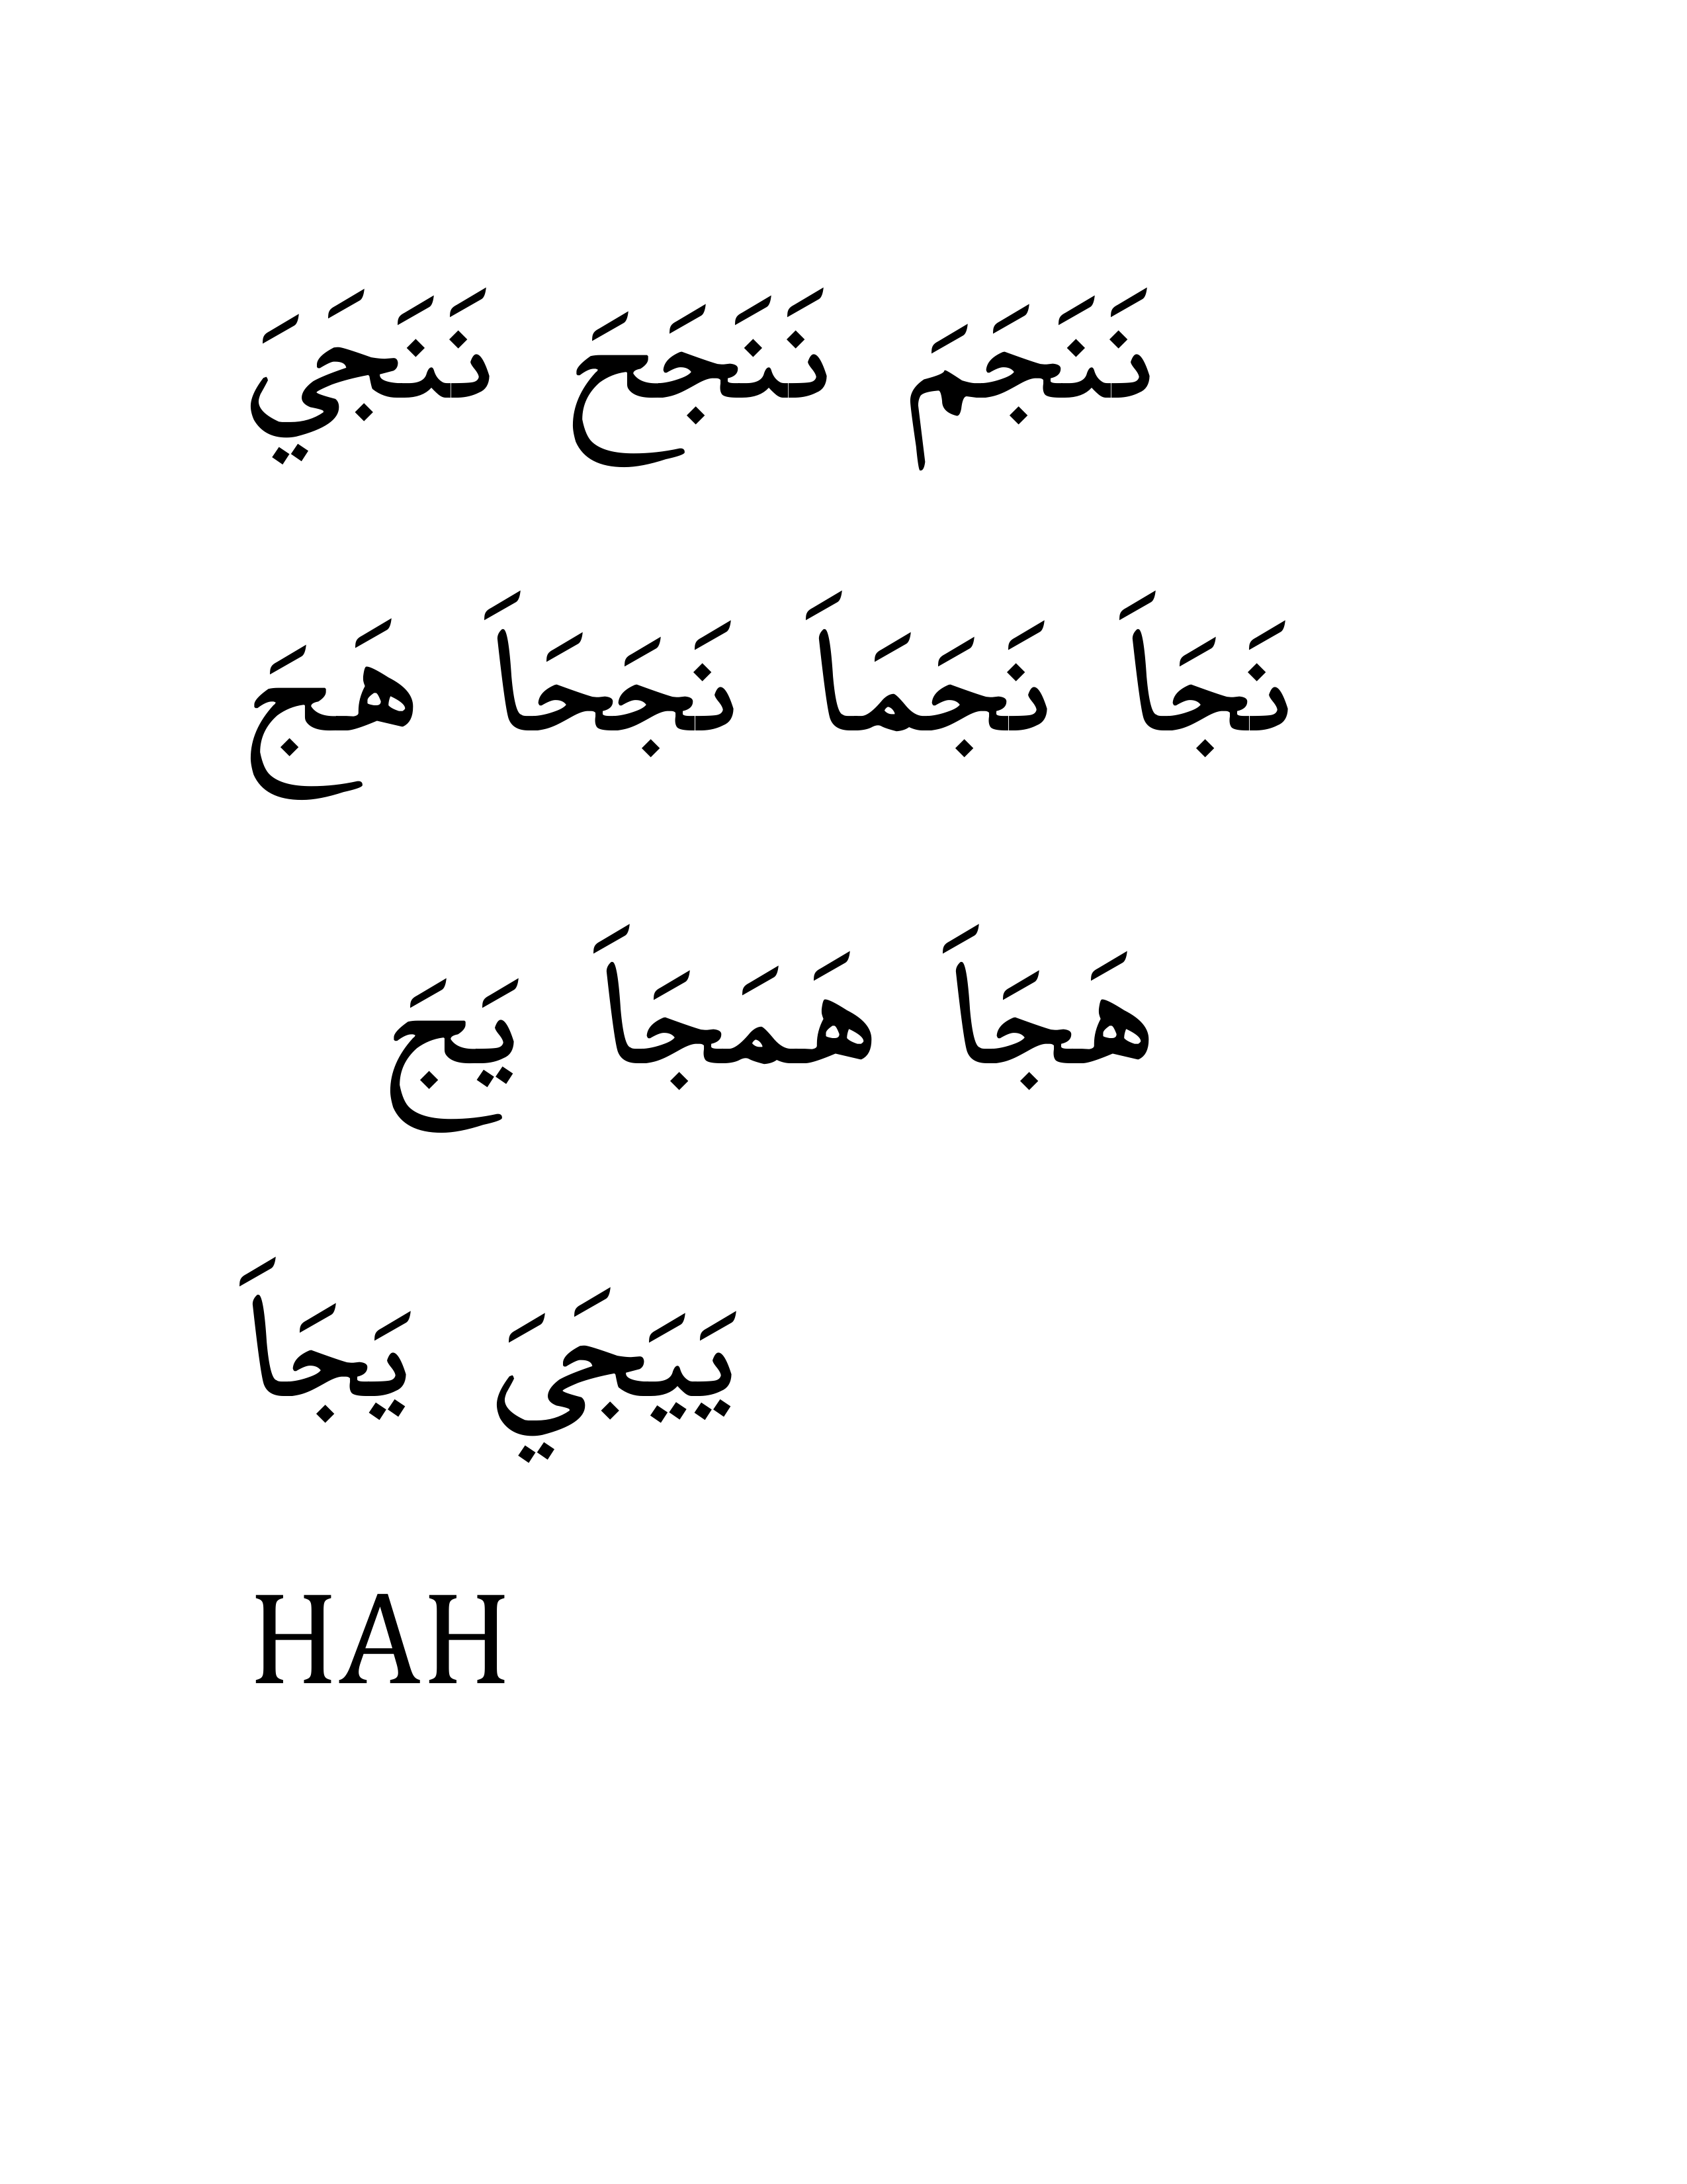 نَنَجَمَ نَنَجَحَ نَنَجَيَ
نَجَاَ نَجَمَاَ نَجَحَاَ هَجَ
هَجَاَ هَمَجَاَ يَجَ
يَيَجَيَ يَجَاَ
HAH